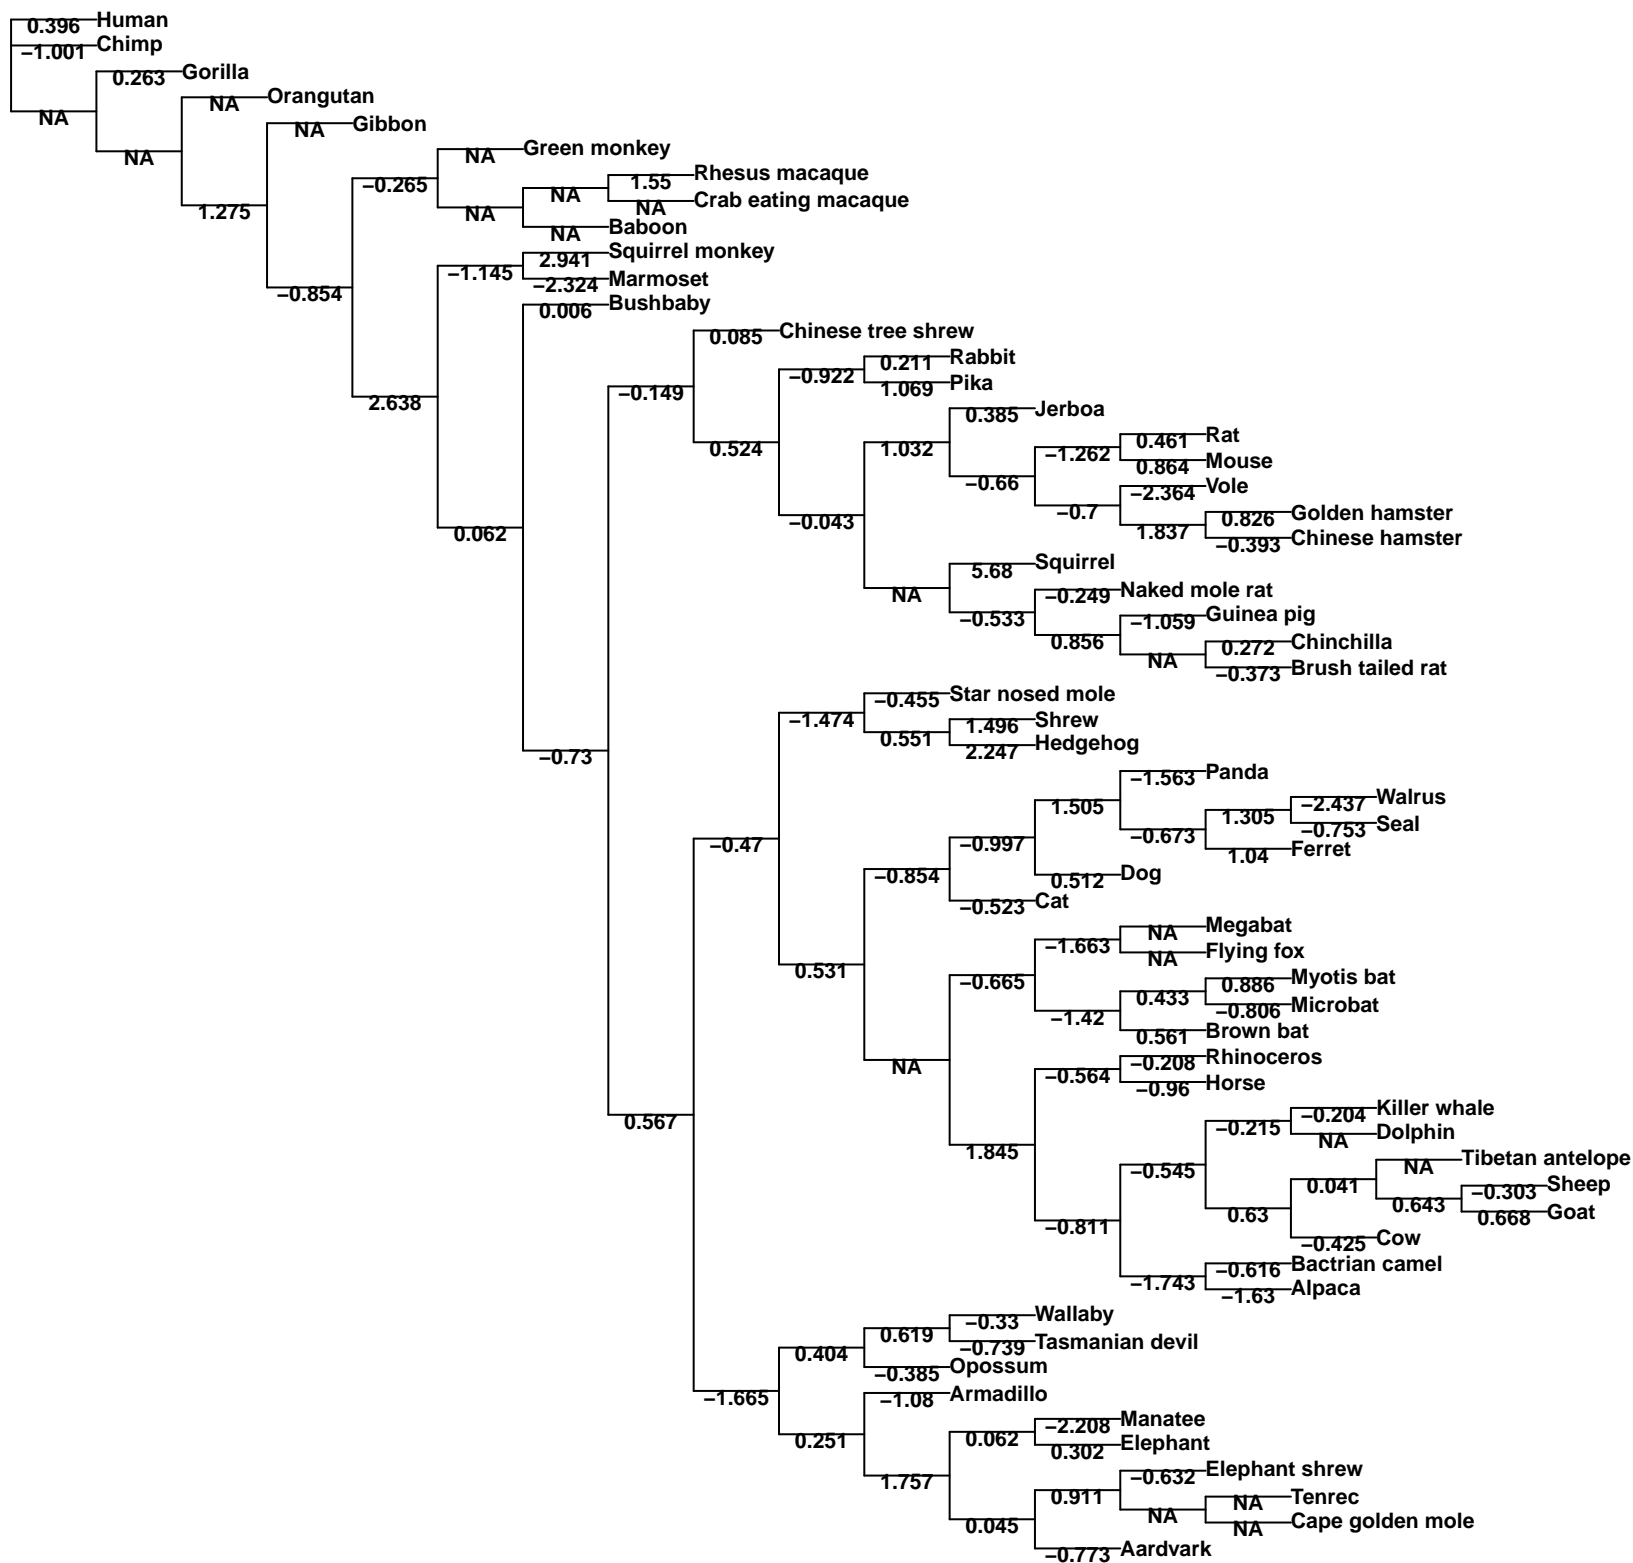 Human
0.396
Chimp
−1.001
Gorilla
0.263
Orangutan
NA
NA
Gibbon
NA
Green monkey
NA
NA
Rhesus macaque
1.55
−0.265
NA
Crab eating macaque
NA
1.275
NA
Baboon
NA
Squirrel monkey
2.941
−1.145
Marmoset
−2.324
−0.854
Bushbaby
0.006
Chinese tree shrew
0.085
Rabbit
0.211
−0.922
Pika
1.069
−0.149
2.638
Jerboa
0.385
Rat
0.461
1.032
0.524
−1.262
Mouse
0.864
−0.66
Vole
−2.364
−0.7
Golden hamster
0.826
−0.043
0.062
1.837
Chinese hamster
−0.393
Squirrel
5.68
Naked mole rat
−0.249
NA
Guinea pig
−1.059
−0.533
0.856
Chinchilla
0.272
NA
Brush tailed rat
−0.373
Star nosed mole
−0.455
−1.474
Shrew
1.496
0.551
Hedgehog
2.247
−0.73
Panda
−1.563
1.505
Walrus
−2.437
1.305
Seal
−0.753
−0.673
−0.47
−0.997
Ferret
1.04
−0.854
Dog
0.512
Cat
−0.523
Megabat
NA
−1.663
Flying fox
NA
0.531
−0.665
Myotis bat
0.886
0.433
Microbat
−0.806
−1.42
Brown bat
0.561
Rhinoceros
−0.208
NA
−0.564
Horse
−0.96
Killer whale
−0.204
0.567
−0.215
Dolphin
NA
1.845
Tibetan antelope
NA
−0.545
0.041
Sheep
−0.303
0.643
Goat
0.668
0.63
−0.811
Cow
−0.425
Bactrian camel
−0.616
−1.743
Alpaca
−1.63
Wallaby
−0.33
0.619
Tasmanian devil
−0.739
0.404
Opossum
−0.385
−1.665
Armadillo
−1.08
Manatee
−2.208
0.251
0.062
Elephant
0.302
Elephant shrew
−0.632
1.757
0.911
Tenrec
NA
NA
Cape golden mole
NA
0.045
Aardvark
−0.773